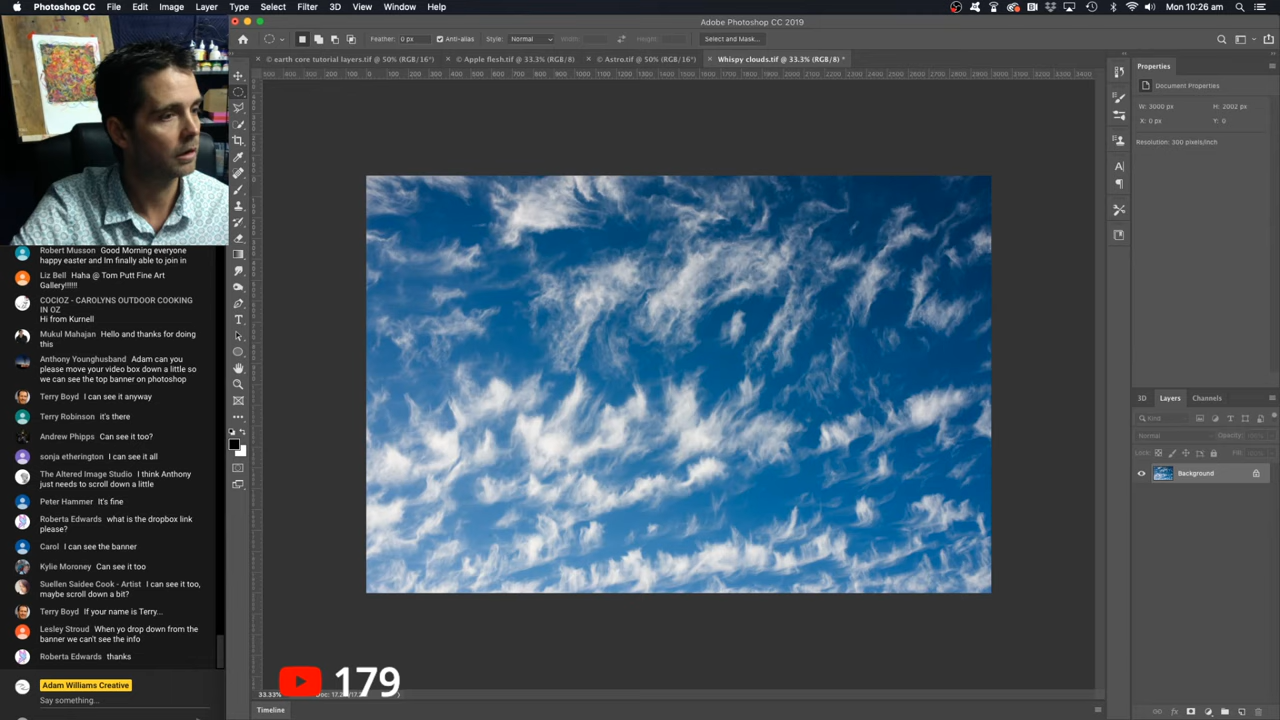 Photoshop CC File Edit Image Layer Type Select Filter 3D View Window Help
Mon 10:26 am
Adobe Photoshop CC 2019
Feather: 0 px Anti-alias Style: Normal Width: Height: Select and Mask...
© earth core tutorial layers.tif @ 50% (RGB/16*)
© Apple flesh.tif @ 33.3% (RGB/8)
© Astro.tif @ 50% (RGB/16*)
Whispy clouds.tif @ 33.3% (RGB/8) *
Properties
Document Properties
W: 3000 px H: 2002 px
X: 0 px Y: 0
Resolution: 300 pixels/inch
3D Layers Channels
Kind
Normal Opacity:
Lock: Fill:
Background
Robert Musson Good Morning everyone
happy easter and Im finally able to join in
Liz Bell Haha @ Tom Putt Fine Art
Gallery!!!!!!
COCIOZ - CAROLYNS OUTDOOR COOKING
IN OZ
Hi from Kurnell
Mukul Mahajan Hello and thanks for doing
this
Anthony Younghusband Adam can you
please move your video box down a little so
we can see the top banner on photoshop
Terry Boyd I can see it anyway
Terry Robinson it's there
Andrew Phipps Can see it too?
sonja etherington I can see it all
The Altered Image Studio I think Anthony
just needs to scroll down a little
Peter Hammer It's fine
Roberta Edwards what is the dropbox link
please?
Carol I can see the banner
Kylie Moroney Can see it too
Suellen Saidee Cook - Artist I can see it too,
maybe scroll down a bit?
Terry Boyd If your name is Terry...
Lesley Stroud When yo drop down from the
banner we can't see the info
Roberta Edwards thanks
Adam Williams Creative
Say something...
179
33.33%
Timeline